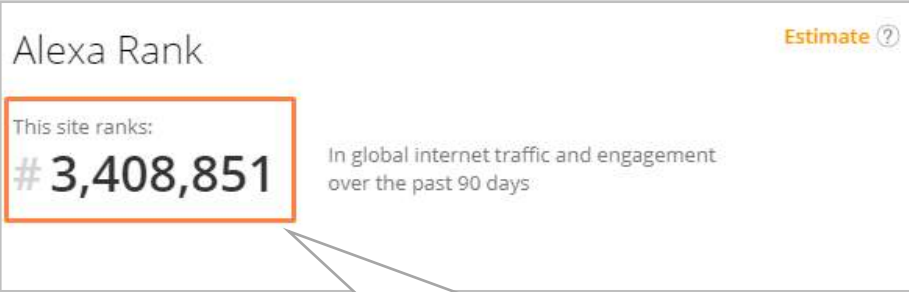 Alexa Rank
Estimate ?
This site ranks:
# 3,408,851
In global internet traffic and engagement
over the past 90 days